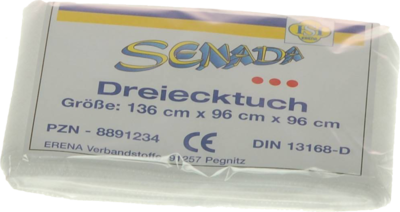 SENADA
Dreiecktuch
Größe: 136 cm x 96 cm x 96 cm
PZN - 8891234 CE DIN 13168-D
ERENA Verbandstoffe 91257 Pegnitz